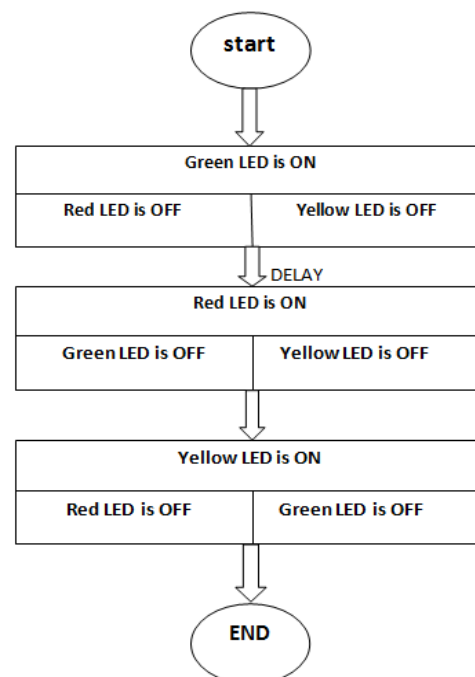 start
Green LED is ON
Red LED is OFF Yellow LED is OFF
DELAY
Red LED is ON
Green LED is OFF Yellow LED is OFF
Yellow LED is ON
Red LED is OFF Green LED is OFF
END